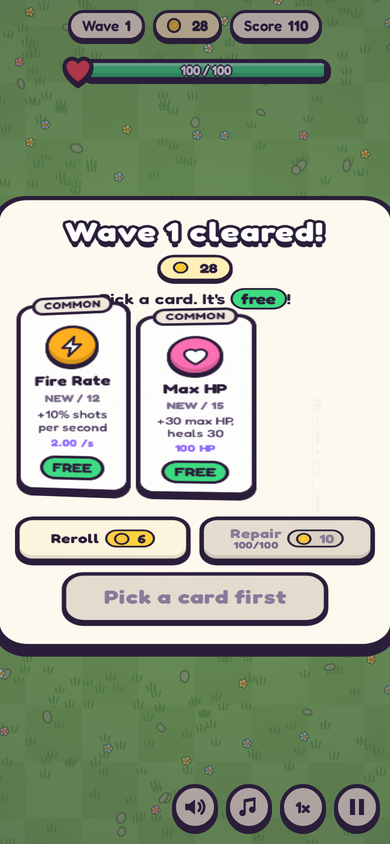 Wave 1
28
Score 110
100/100
Wave 1 cleared!
28
Pick a card. It's free!
COMMON
Fire Rate
NEW / 12
+10% shots
per second
2.00 /s
FREE
COMMON
Max HP
NEW / 15
+30 max HP,
heals 30
100 HP
FREE
Reroll 6
Repair 10
100/100
Pick a card first
1x